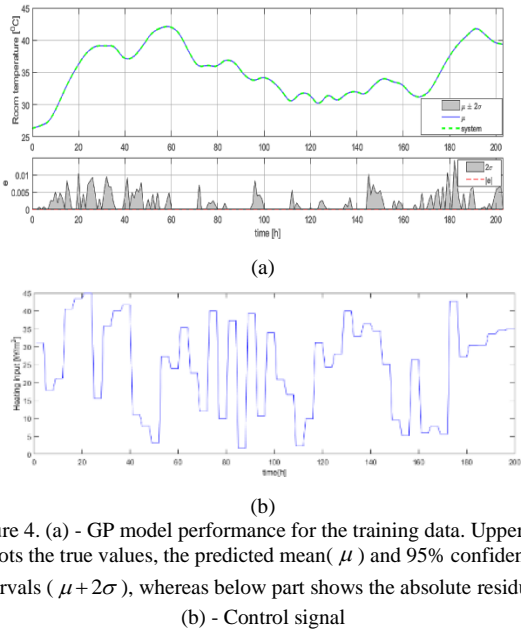 45
40
35
30
25
Room temperature [°C]
0 20 40 60 80 100 120 140 160 180 200
μ ± 2σ
μ
system
0.01
0.005
0
e
2σ
|e|
0 20 40 60 80 100 120 140 160 180 200
time [h]
(a)
45
40
35
30
25
20
15
10
5
0
Heating input [W/m²]
0 20 40 60 80 100 120 140 160 180 200
time[h]
(b)
ure 4. (a) - GP model performance for the training data. Upper
ots the true values, the predicted mean( μ ) and 95% confiden
rvals ( μ+2σ ), whereas below part shows the absolute residu
(b) - Control signal